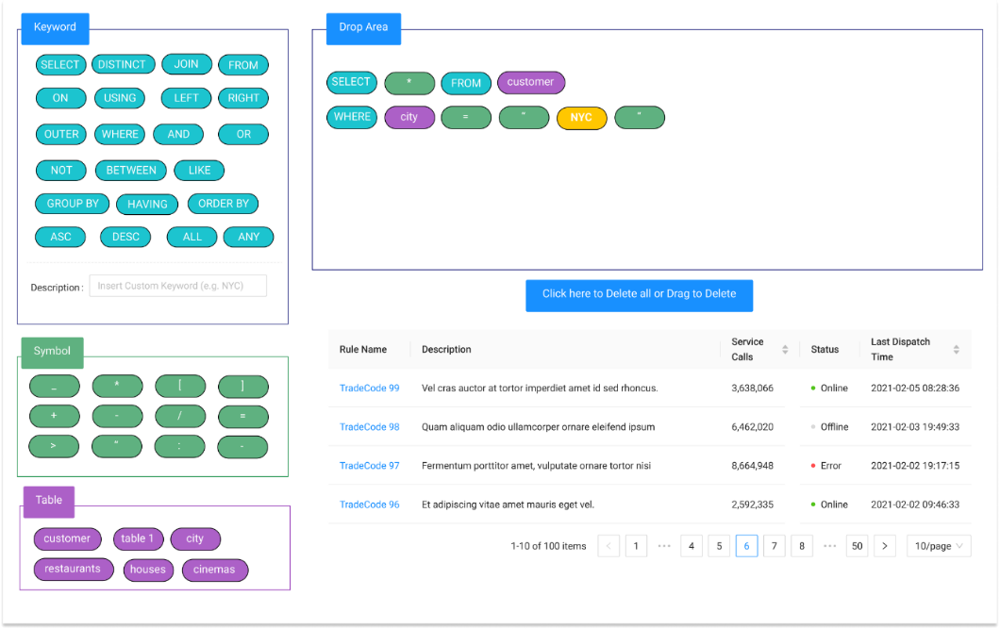 Keyword
SELECT DISTINCT JOIN FROM
ON USING LEFT RIGHT
OUTER WHERE AND OR
NOT BETWEEN LIKE
GROUP BY HAVING ORDER BY
ASC DESC ALL ANY
Description : Insert Custom Keyword (e.g. NYC)
Symbol
_ * [ ]
+ - / =
> " : -
Table
customer table 1 city
restaurants houses cinemas
Drop Area
SELECT * FROM customer
WHERE city = " NYC "
Click here to Delete all or Drag to Delete
Rule Name Description Service Calls Status Last Dispatch Time
TradeCode 99 Vel cras auctor at tortor imperdiet amet id sed rhoncus. 3,638,066 Online 2021-02-05 08:28:36
TradeCode 98 Quam aliquam odio ullamcorper ornare eleifend ipsum 6,462,020 Offline 2021-02-03 19:49:33
TradeCode 97 Fermentum porttitor amet, vulputate ornare tortor nisi 8,664,948 Error 2021-02-02 19:17:15
TradeCode 96 Et adipiscing vitae amet mauris eget vel. 2,592,335 Online 2021-02-02 09:46:33
1-10 of 100 items < 1 ••• 4 5 6 7 8 ••• 50 > 10/page